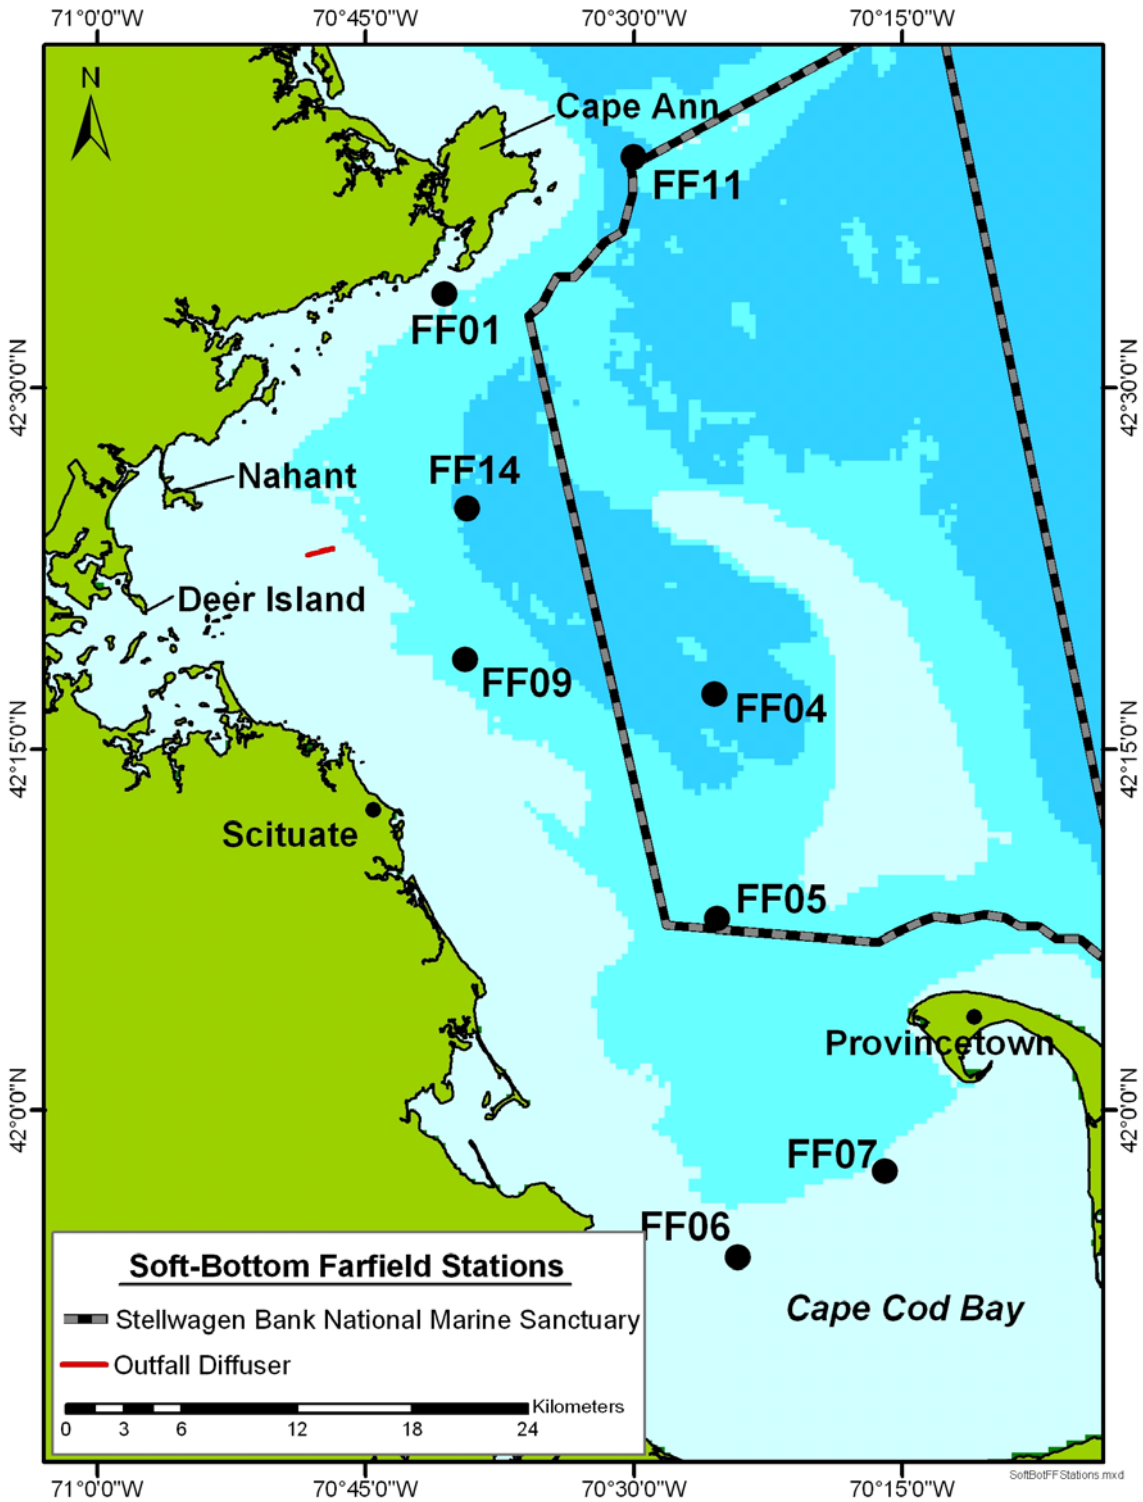 71°0'0"W 70°45'0"W 70°30'0"W 70°15'0"W
N
Cape Ann
FF11
FF01
42°30'0"N 42°30'0"N
FF14
Nahant
Deer Island
FF09
FF04
42°15'0"N 42°15'0"N
Scituate
FF05
Provincetown
42°0'0"N 42°0'0"N
FF07
FF06
Cape Cod Bay
Soft-Bottom Farfield Stations
Stellwagen Bank National Marine Sanctuary
Outfall Diffuser
Kilometers
0 3 6 12 18 24
SoftBotFFStations.mxd
71°0'0"W 70°45'0"W 70°30'0"W 70°15'0"W